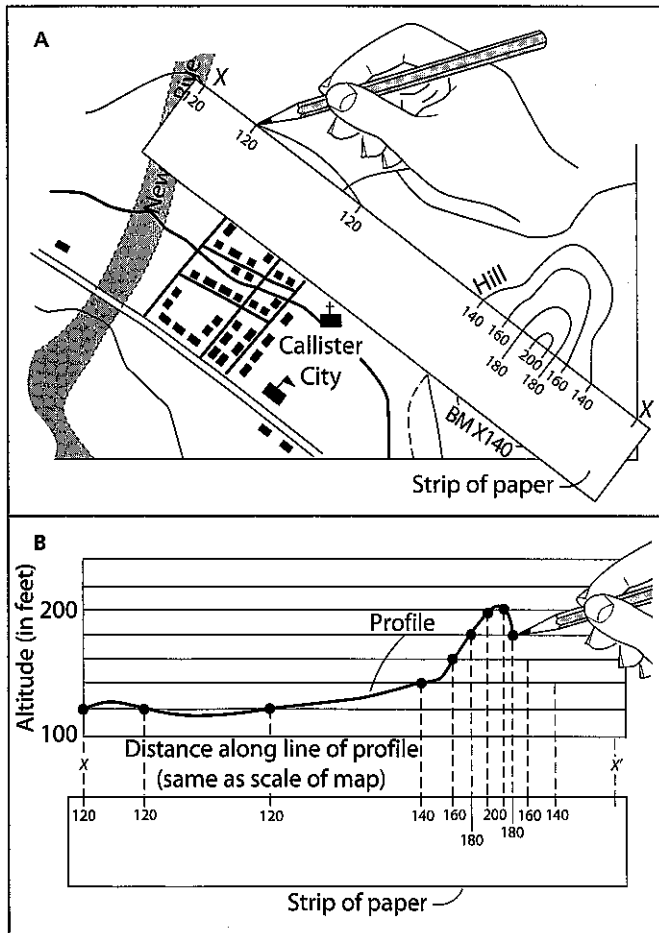 A
New
River
X
120
120
120
Hill
140
160
180
200
180
160
140
X
Callister
City
BM X140
Strip of paper
B
Altitude (in feet)
200
100
Profile
Distance along line of profile
(same as scale of map)
X
X'
120
120
120
140
160
180
200
180
160
140
Strip of paper